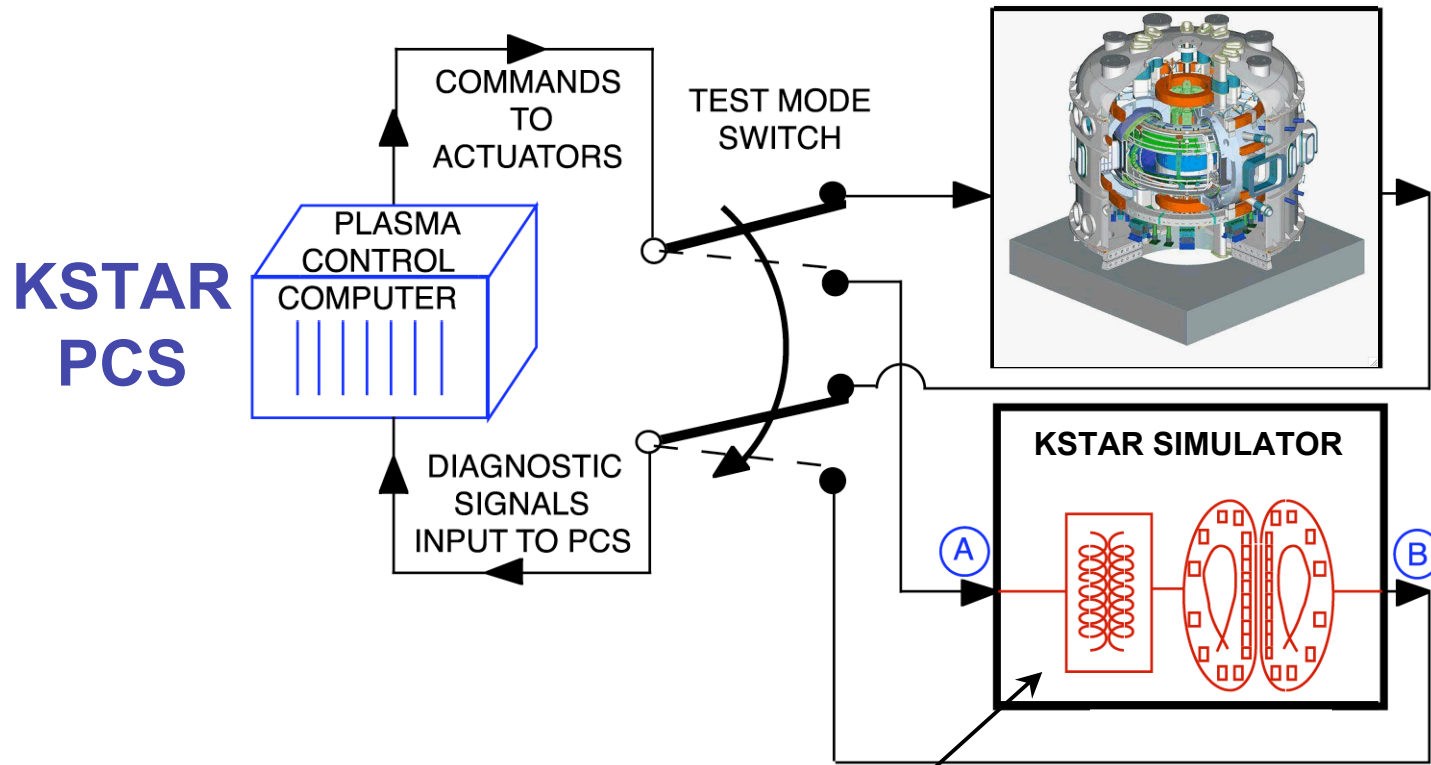 COMMANDS
TO
ACTUATORS
TEST MODE
SWITCH
PLASMA
CONTROL
COMPUTER
KSTAR
PCS
DIAGNOSTIC
SIGNALS
INPUT TO PCS
KSTAR SIMULATOR
A
B